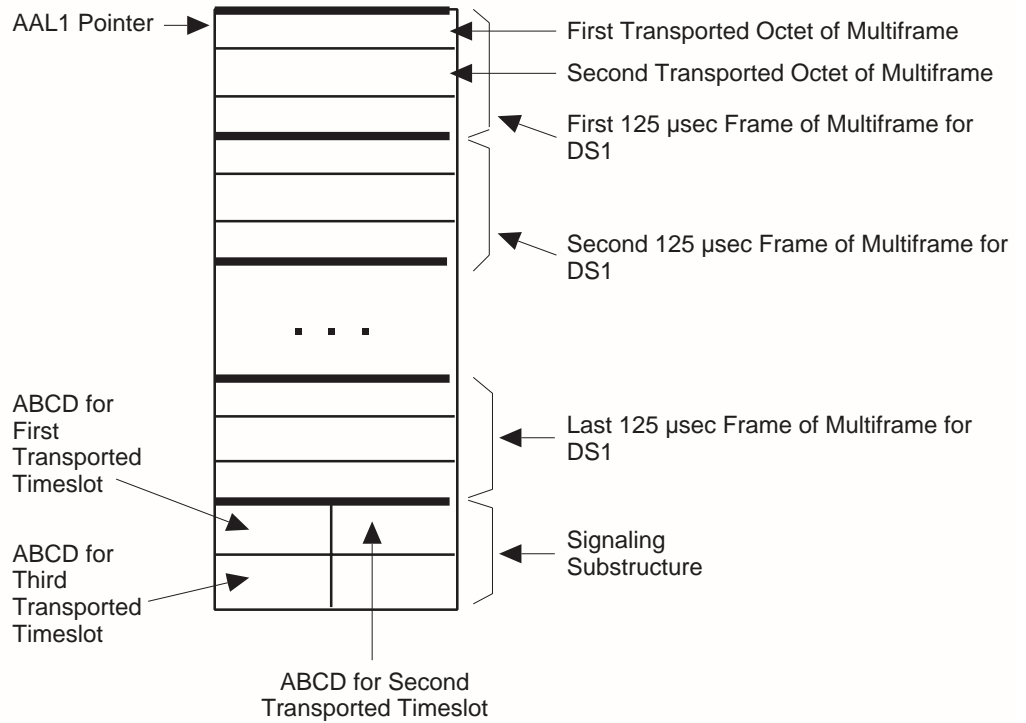 AAL1 Pointer
First Transported Octet of Multiframe
Second Transported Octet of Multiframe
First 125 µsec Frame of Multiframe for
DS1
Second 125 µsec Frame of Multiframe for
DS1
. . .
ABCD for
First
Transported
Timeslot
Last 125 µsec Frame of Multiframe for
DS1
ABCD for
Third
Transported
Timeslot
Signaling
Substructure
ABCD for Second
Transported Timeslot